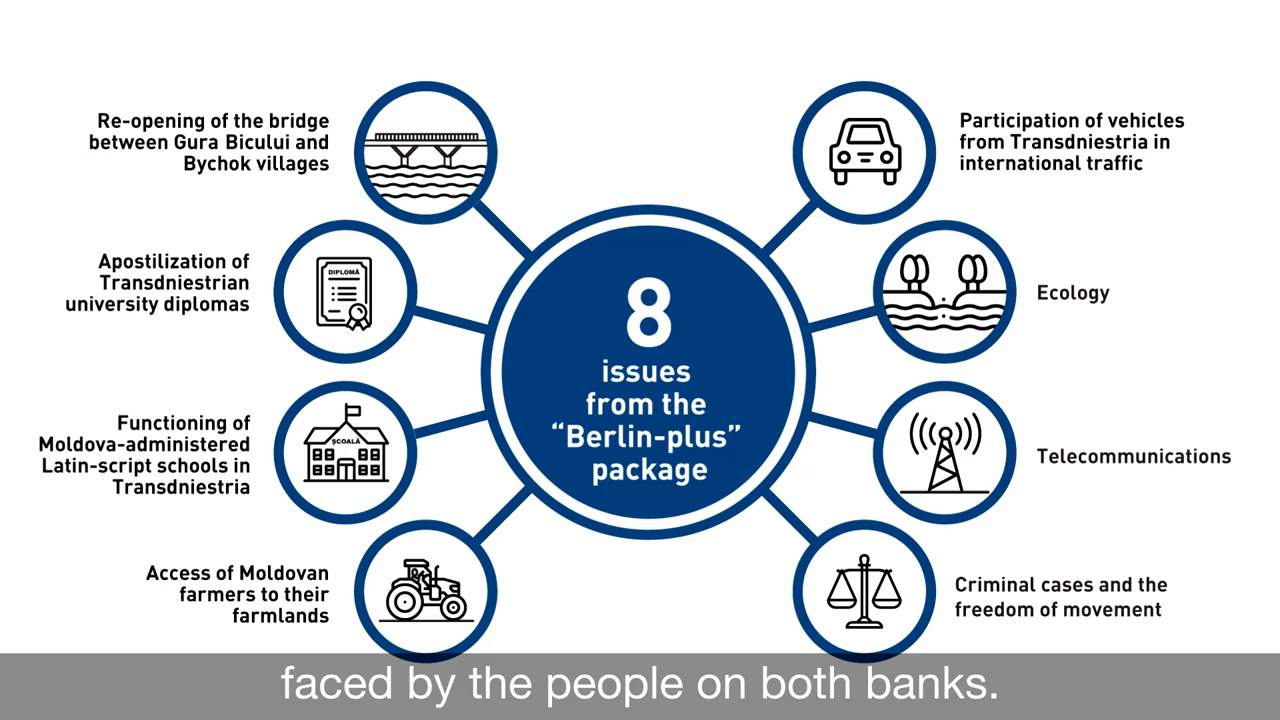 Re-opening of the bridge
between Gura Bicului and
Bychok villages
Apostilization of
Transdniestrian
university diplomas
DIPLOMĂ
Functioning of
Moldova-administered
Latin-script schools in
Transdniestria
ȘCOALĂ
Access of Moldovan
farmers to their
farmlands
8
issues
from the
“Berlin-plus”
package
Participation of vehicles
from Transdniestria in
international traffic
Ecology
Telecommunications
Criminal cases and the
freedom of movement
faced by the people on both banks.